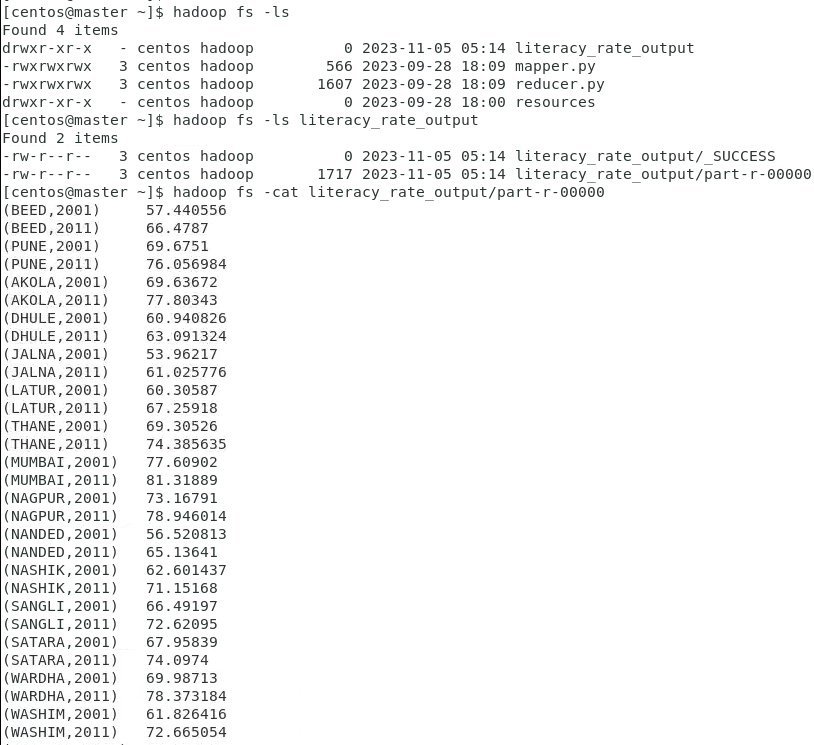 [centos@master ~]$ hadoop fs -ls
Found 4 items
drwxr-xr-x   - centos hadoop          0 2023-11-05 05:14 literacy_rate_output
-rwxrwxrwx   3 centos hadoop        566 2023-09-28 18:09 mapper.py
-rwxrwxrwx   3 centos hadoop       1607 2023-09-28 18:09 reducer.py
drwxr-xr-x   - centos hadoop          0 2023-09-28 18:00 resources
[centos@master ~]$ hadoop fs -ls literacy_rate_output
Found 2 items
-rw-r--r--   3 centos hadoop          0 2023-11-05 05:14 literacy_rate_output/_SUCCESS
-rw-r--r--   3 centos hadoop       1717 2023-11-05 05:14 literacy_rate_output/part-r-00000
[centos@master ~]$ hadoop fs -cat literacy_rate_output/part-r-00000
(BEED,2001)     57.440556
(BEED,2011)     66.4787
(PUNE,2001)     69.6751
(PUNE,2011)     76.056984
(AKOLA,2001)    69.63672
(AKOLA,2011)    77.80343
(DHULE,2001)    60.940826
(DHULE,2011)    63.091324
(JALNA,2001)    53.96217
(JALNA,2011)    61.025776
(LATUR,2001)    60.30587
(LATUR,2011)    67.25918
(THANE,2001)    69.30526
(THANE,2011)    74.385635
(MUMBAI,2001)   77.60902
(MUMBAI,2011)   81.31889
(NAGPUR,2001)   73.16791
(NAGPUR,2011)   78.946014
(NANDED,2001)   56.520813
(NANDED,2011)   65.13641
(NASHIK,2001)   62.601437
(NASHIK,2011)   71.15168
(SANGLI,2001)   66.49197
(SANGLI,2011)   72.62095
(SATARA,2001)   67.95839
(SATARA,2011)   74.0974
(WARDHA,2001)   69.98713
(WARDHA,2011)   78.373184
(WASHIM,2001)   61.826416
(WASHIM,2011)   72.665054